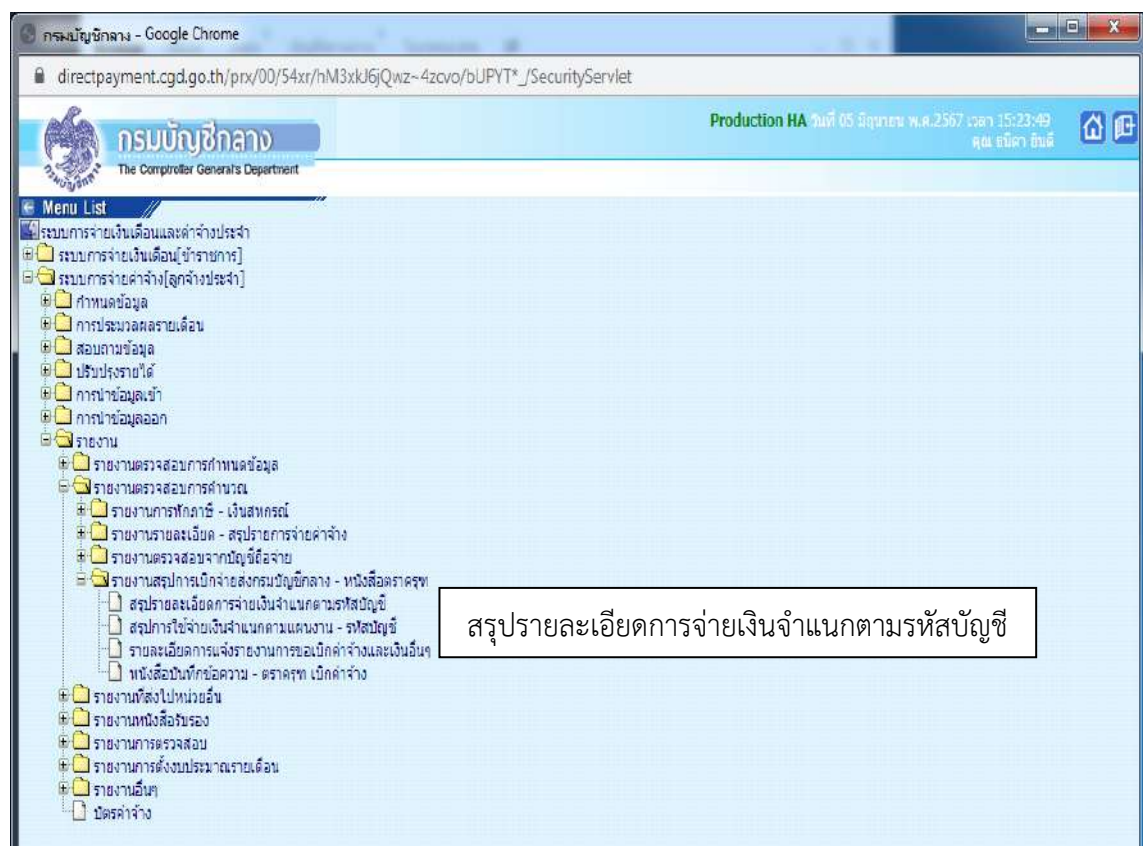 กรมบัญชีกลาง - Google Chrome
directpayment.cgd.go.th/prx/00/54xr/hM3xkJ6jQwz~4zcvo/bUPYT*_/SecurityServlet
กรมบัญชีกลาง
The Comptroller General's Department
Production HA วันที่ 05 มิถุนายน พ.ศ.2567 เวลา 15:23:49
คุณ ธนิดา ยินดี
Menu List
ระบบการจ่ายเงินเดือนและค่าจ้างประจำ
ระบบการจ่ายเงินเดือน[ข้าราชการ]
ระบบการจ่ายค่าจ้าง[ลูกจ้างประจำ]
กำหนดข้อมูล
การประมวลผลรายเดือน
สอบถามข้อมูล
ปรับปรุงรายได้
การนำข้อมูลเข้า
การนำข้อมูลออก
รายงาน
รายงานตรวจสอบการกำหนดข้อมูล
รายงานตรวจสอบการคำนวณ
รายงานการหักภาษี - เงินสหกรณ์
รายงานรายละเอียด - สรุปรายการจ่ายค่าจ้าง
รายงานตรวจสอบจากบัญชีถือจ่าย
รายงานสรุปการเบิกจ่ายส่งกรมบัญชีกลาง - หนังสือตราครุฑ
สรุปรายละเอียดการจ่ายเงินจำแนกตามรหัสบัญชี
สรุปรายละเอียดการจ่ายเงินจำแนกตามรหัสบัญชี
สรุปการใช้จ่ายเงินจำแนกตามแผนงาน - รหัสบัญชี
รายละเอียดการแจ้งรายงานการขอเบิกค่าจ้างและเงินอื่นๆ
หนังสือบันทึกข้อความ - ตราครุฑ เบิกค่าจ้าง
รายงานที่ส่งไปหน่วยอื่น
รายงานหนังสือรับรอง
รายงานการตรวจสอบ
รายงานการตั้งงบประมาณรายเดือน
รายงานอื่นๆ
บัตรค่าจ้าง